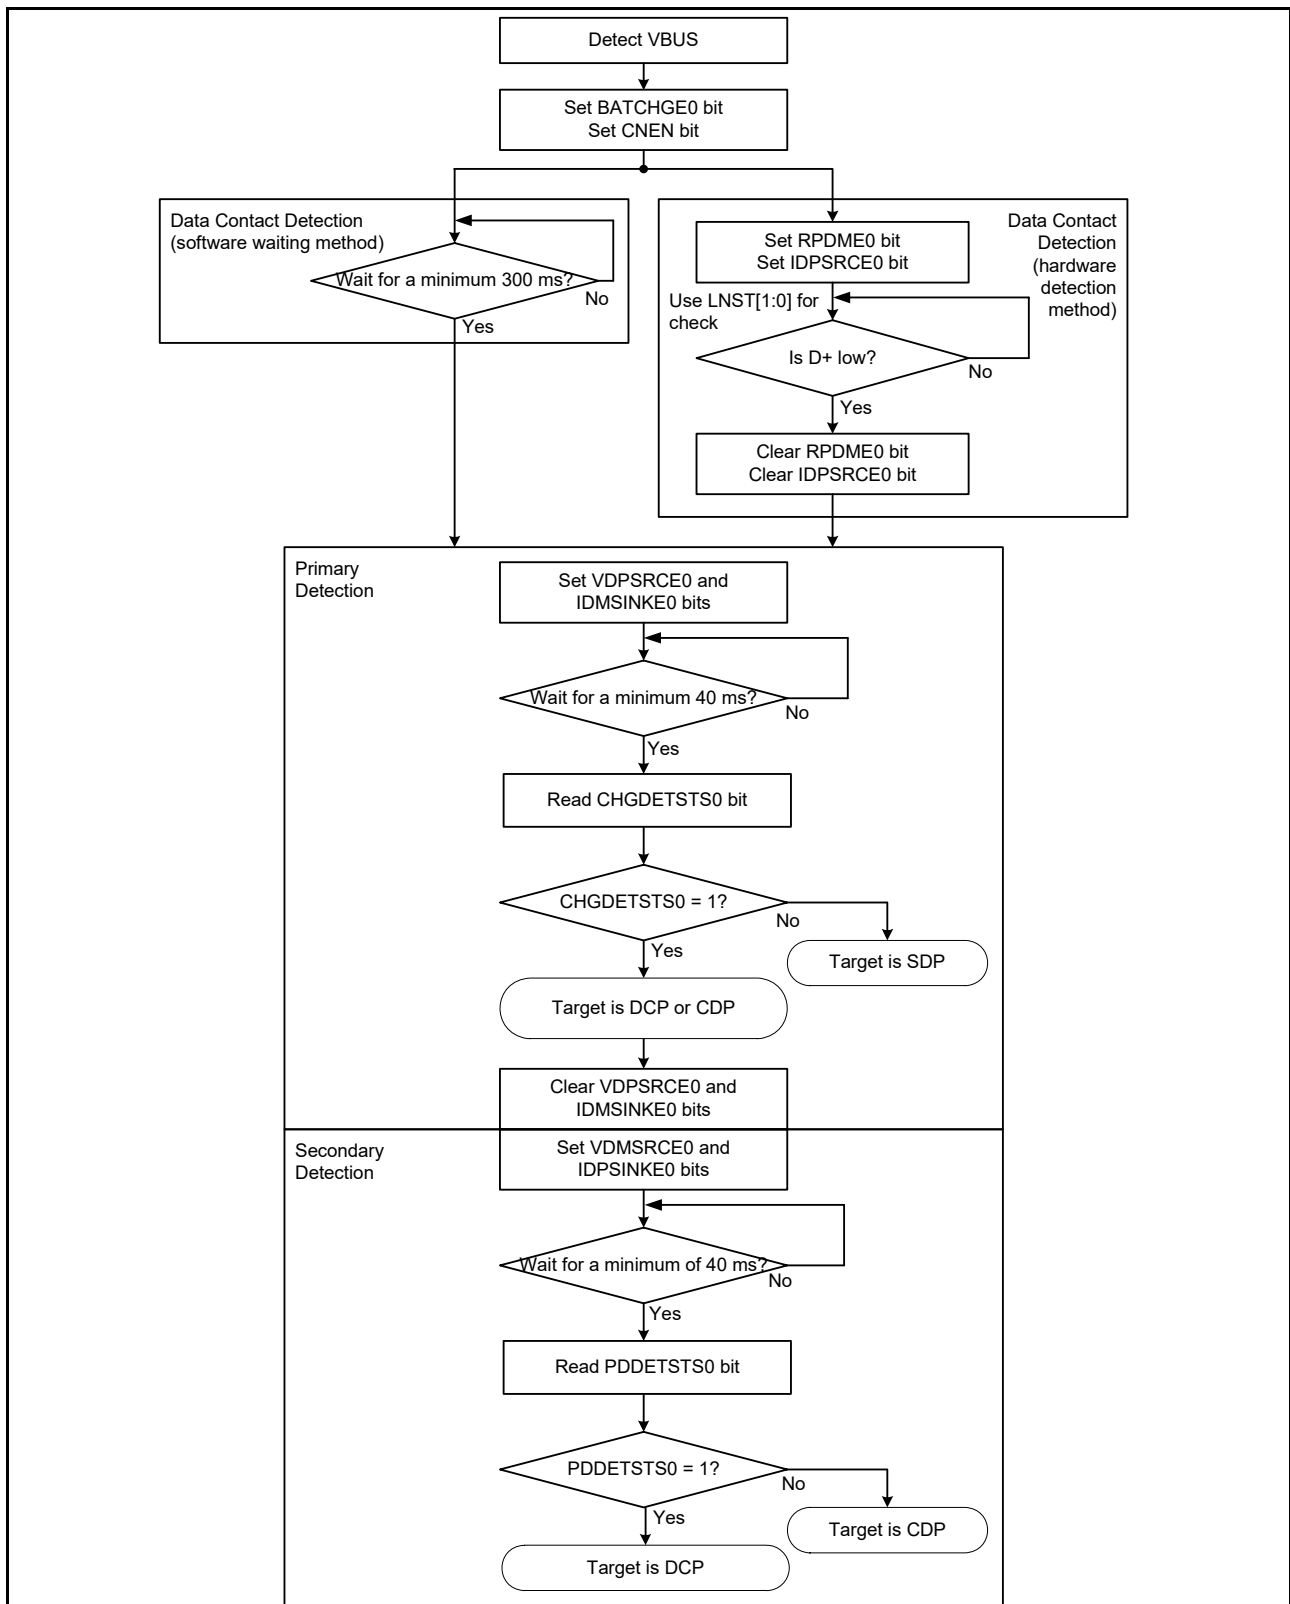 Detect VBUS
Set BATCHGE0 bit
Set CNEN bit
Data Contact Detection
(software waiting method)
Wait for a minimum 300 ms?
No
Yes
Data Contact
Detection
(hardware
detection
method)
Set RPDME0 bit
Set IDPSRCE0 bit
Use LNST[1:0] for
check
Is D+ low?
No
Yes
Clear RPDME0 bit
Clear IDPSRCE0 bit
Primary
Detection
Set VDPSRCE0 and
IDMSINKE0 bits
Wait for a minimum 40 ms?
No
Yes
Read CHGDETSTS0 bit
CHGDETSTS0 = 1?
No
Yes
Target is SDP
Target is DCP or CDP
Clear VDPSRCE0 and
IDMSINKE0 bits
Secondary
Detection
Set VDMSRCE0 and
IDPSINKE0 bits
Wait for a minimum of 40 ms?
No
Yes
Read PDDETSTS0 bit
PDDETSTS0 = 1?
No
Yes
Target is CDP
Target is DCP